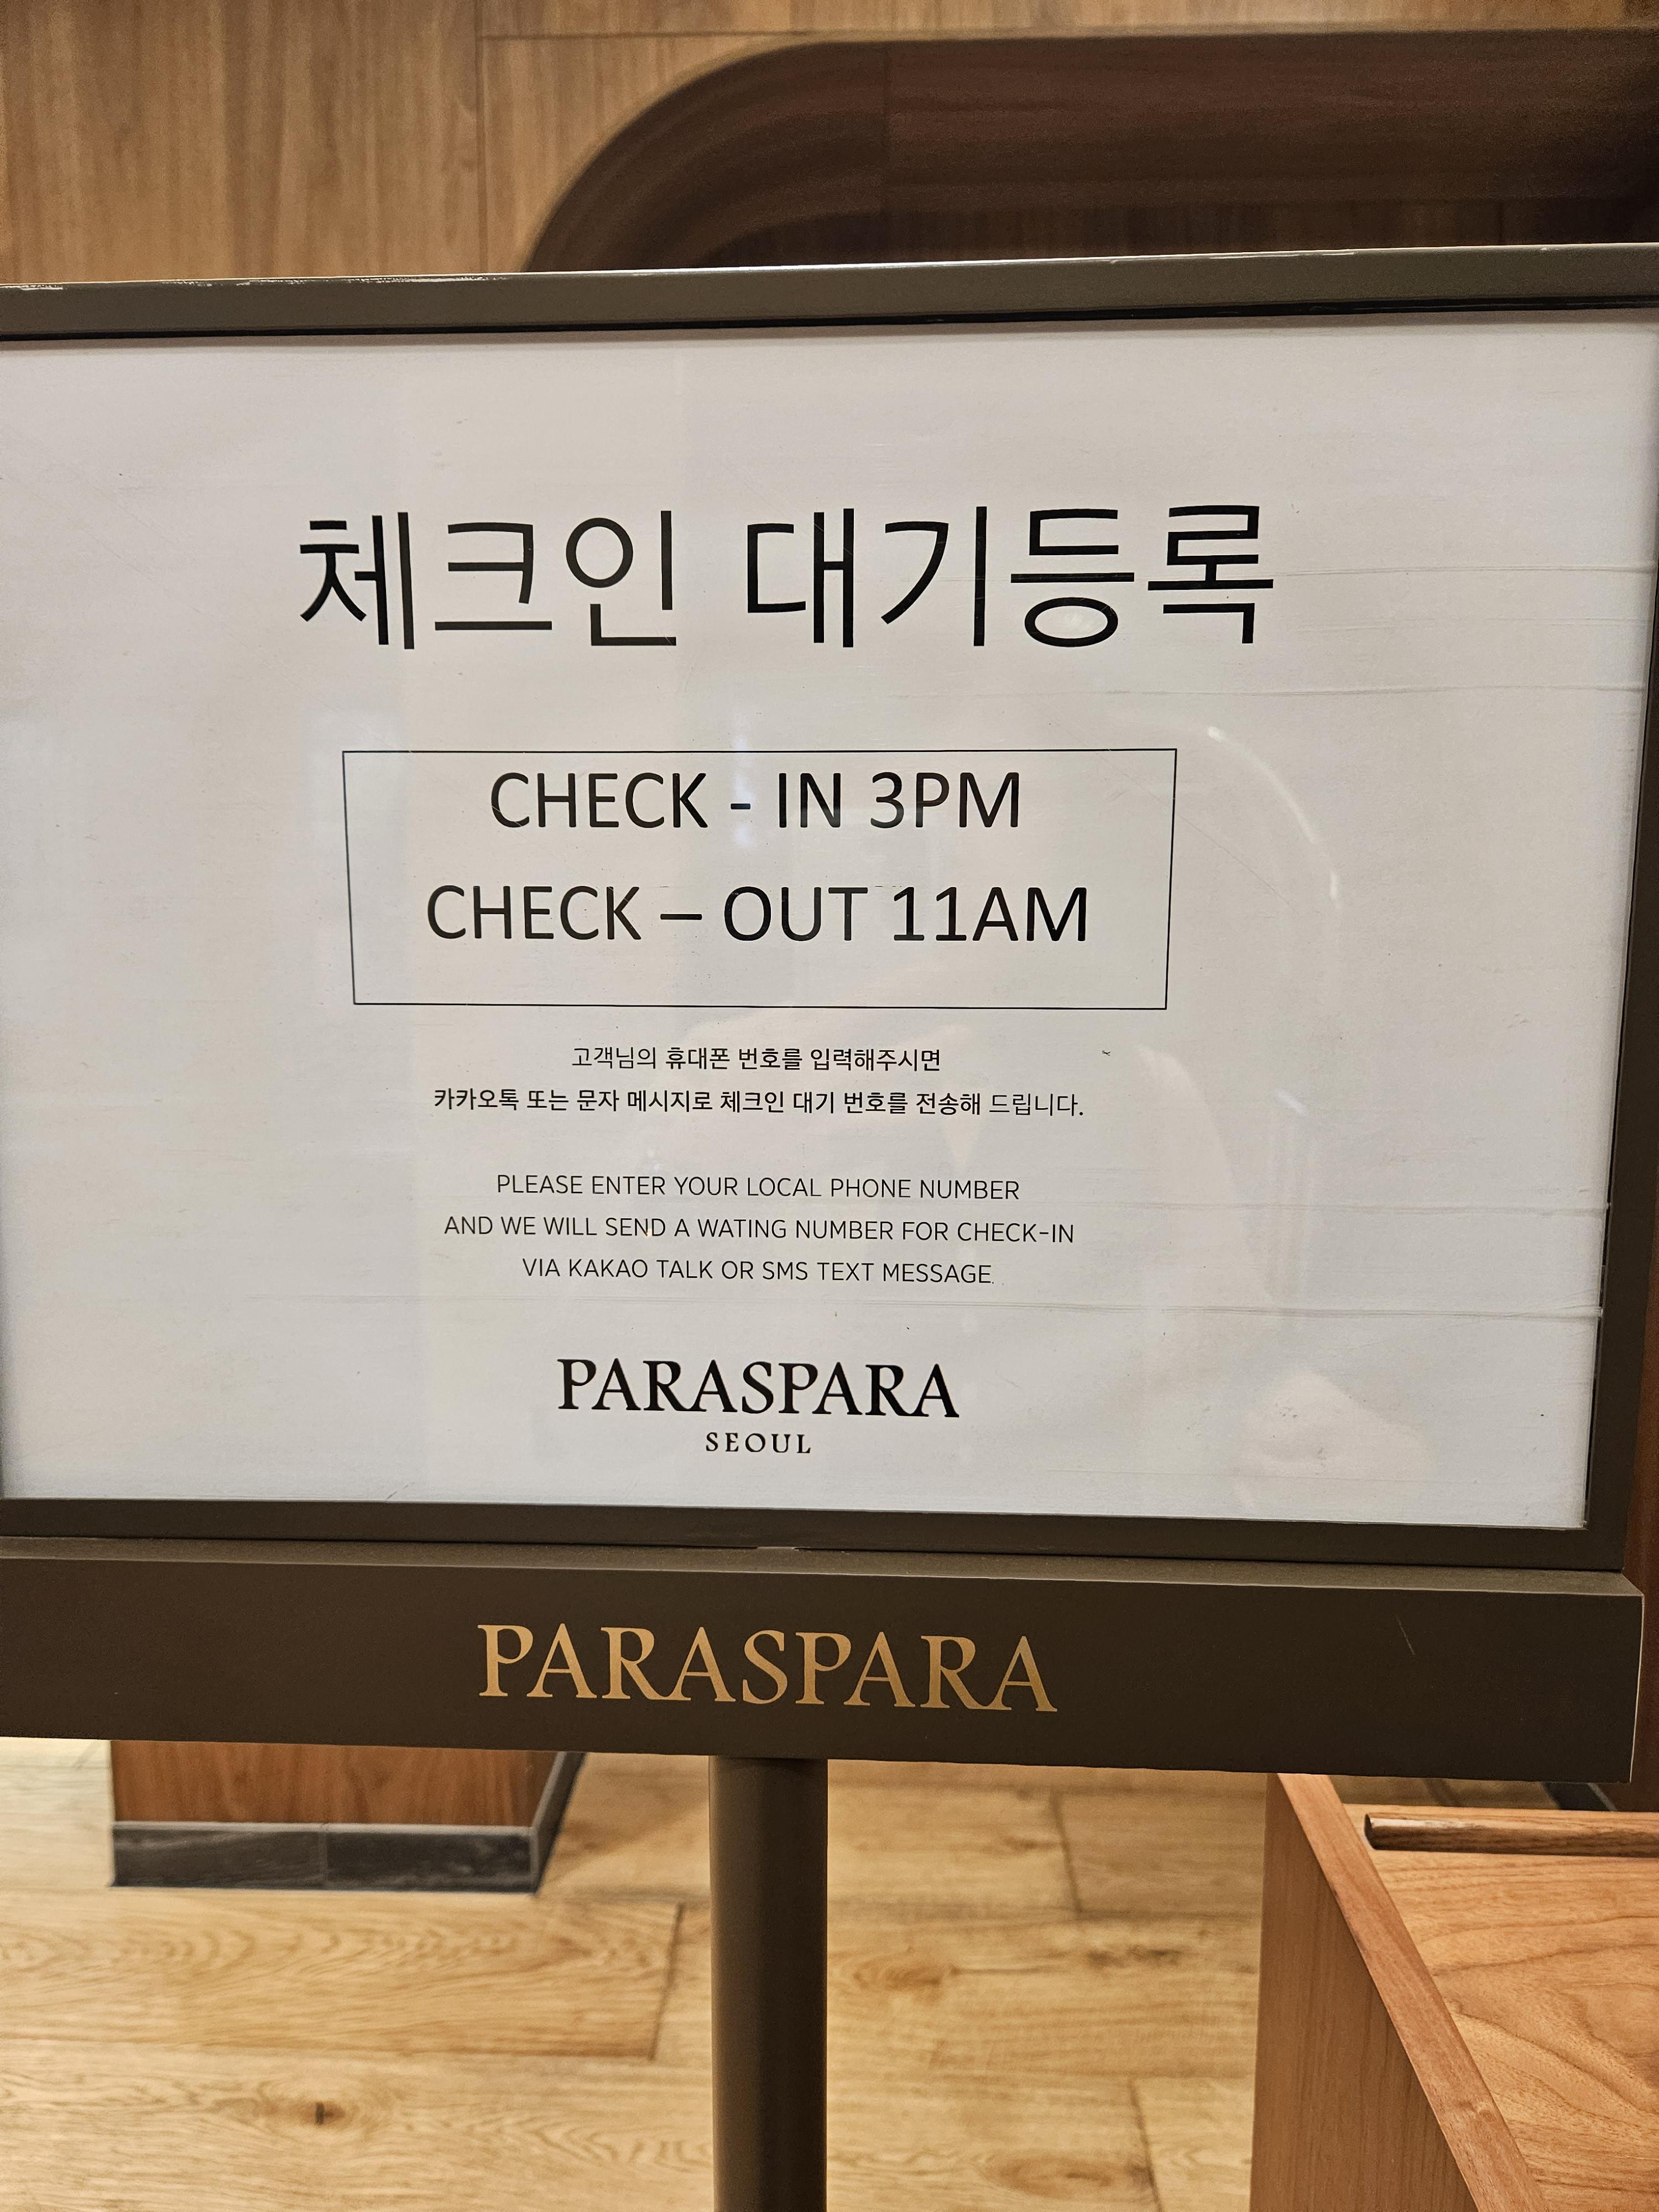 체크인 대기등록
CHECK - IN 3PM
CHECK – OUT 11AM
고객님의 휴대폰 번호를 입력해주시면
카카오톡 또는 문자 메시지로 체크인 대기 번호를 전송해 드립니다.
PLEASE ENTER YOUR LOCAL PHONE NUMBER
AND WE WILL SEND A WATING NUMBER FOR CHECK-IN
VIA KAKAO TALK OR SMS TEXT MESSAGE.
PARASPARA
SEOUL
PARASPARA